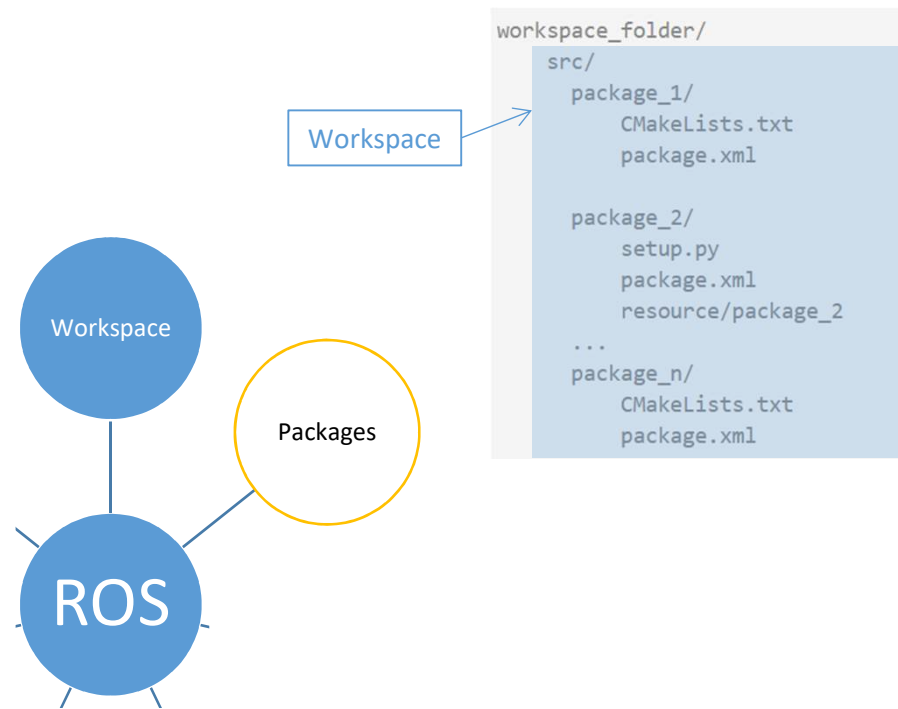 workspace_folder/
src/
package_1/
CMakeLists.txt
package.xml
package_2/
setup.py
package.xml
resource/package_2
...
package_n/
CMakeLists.txt
package.xml
Workspace
Workspace
Packages
ROS